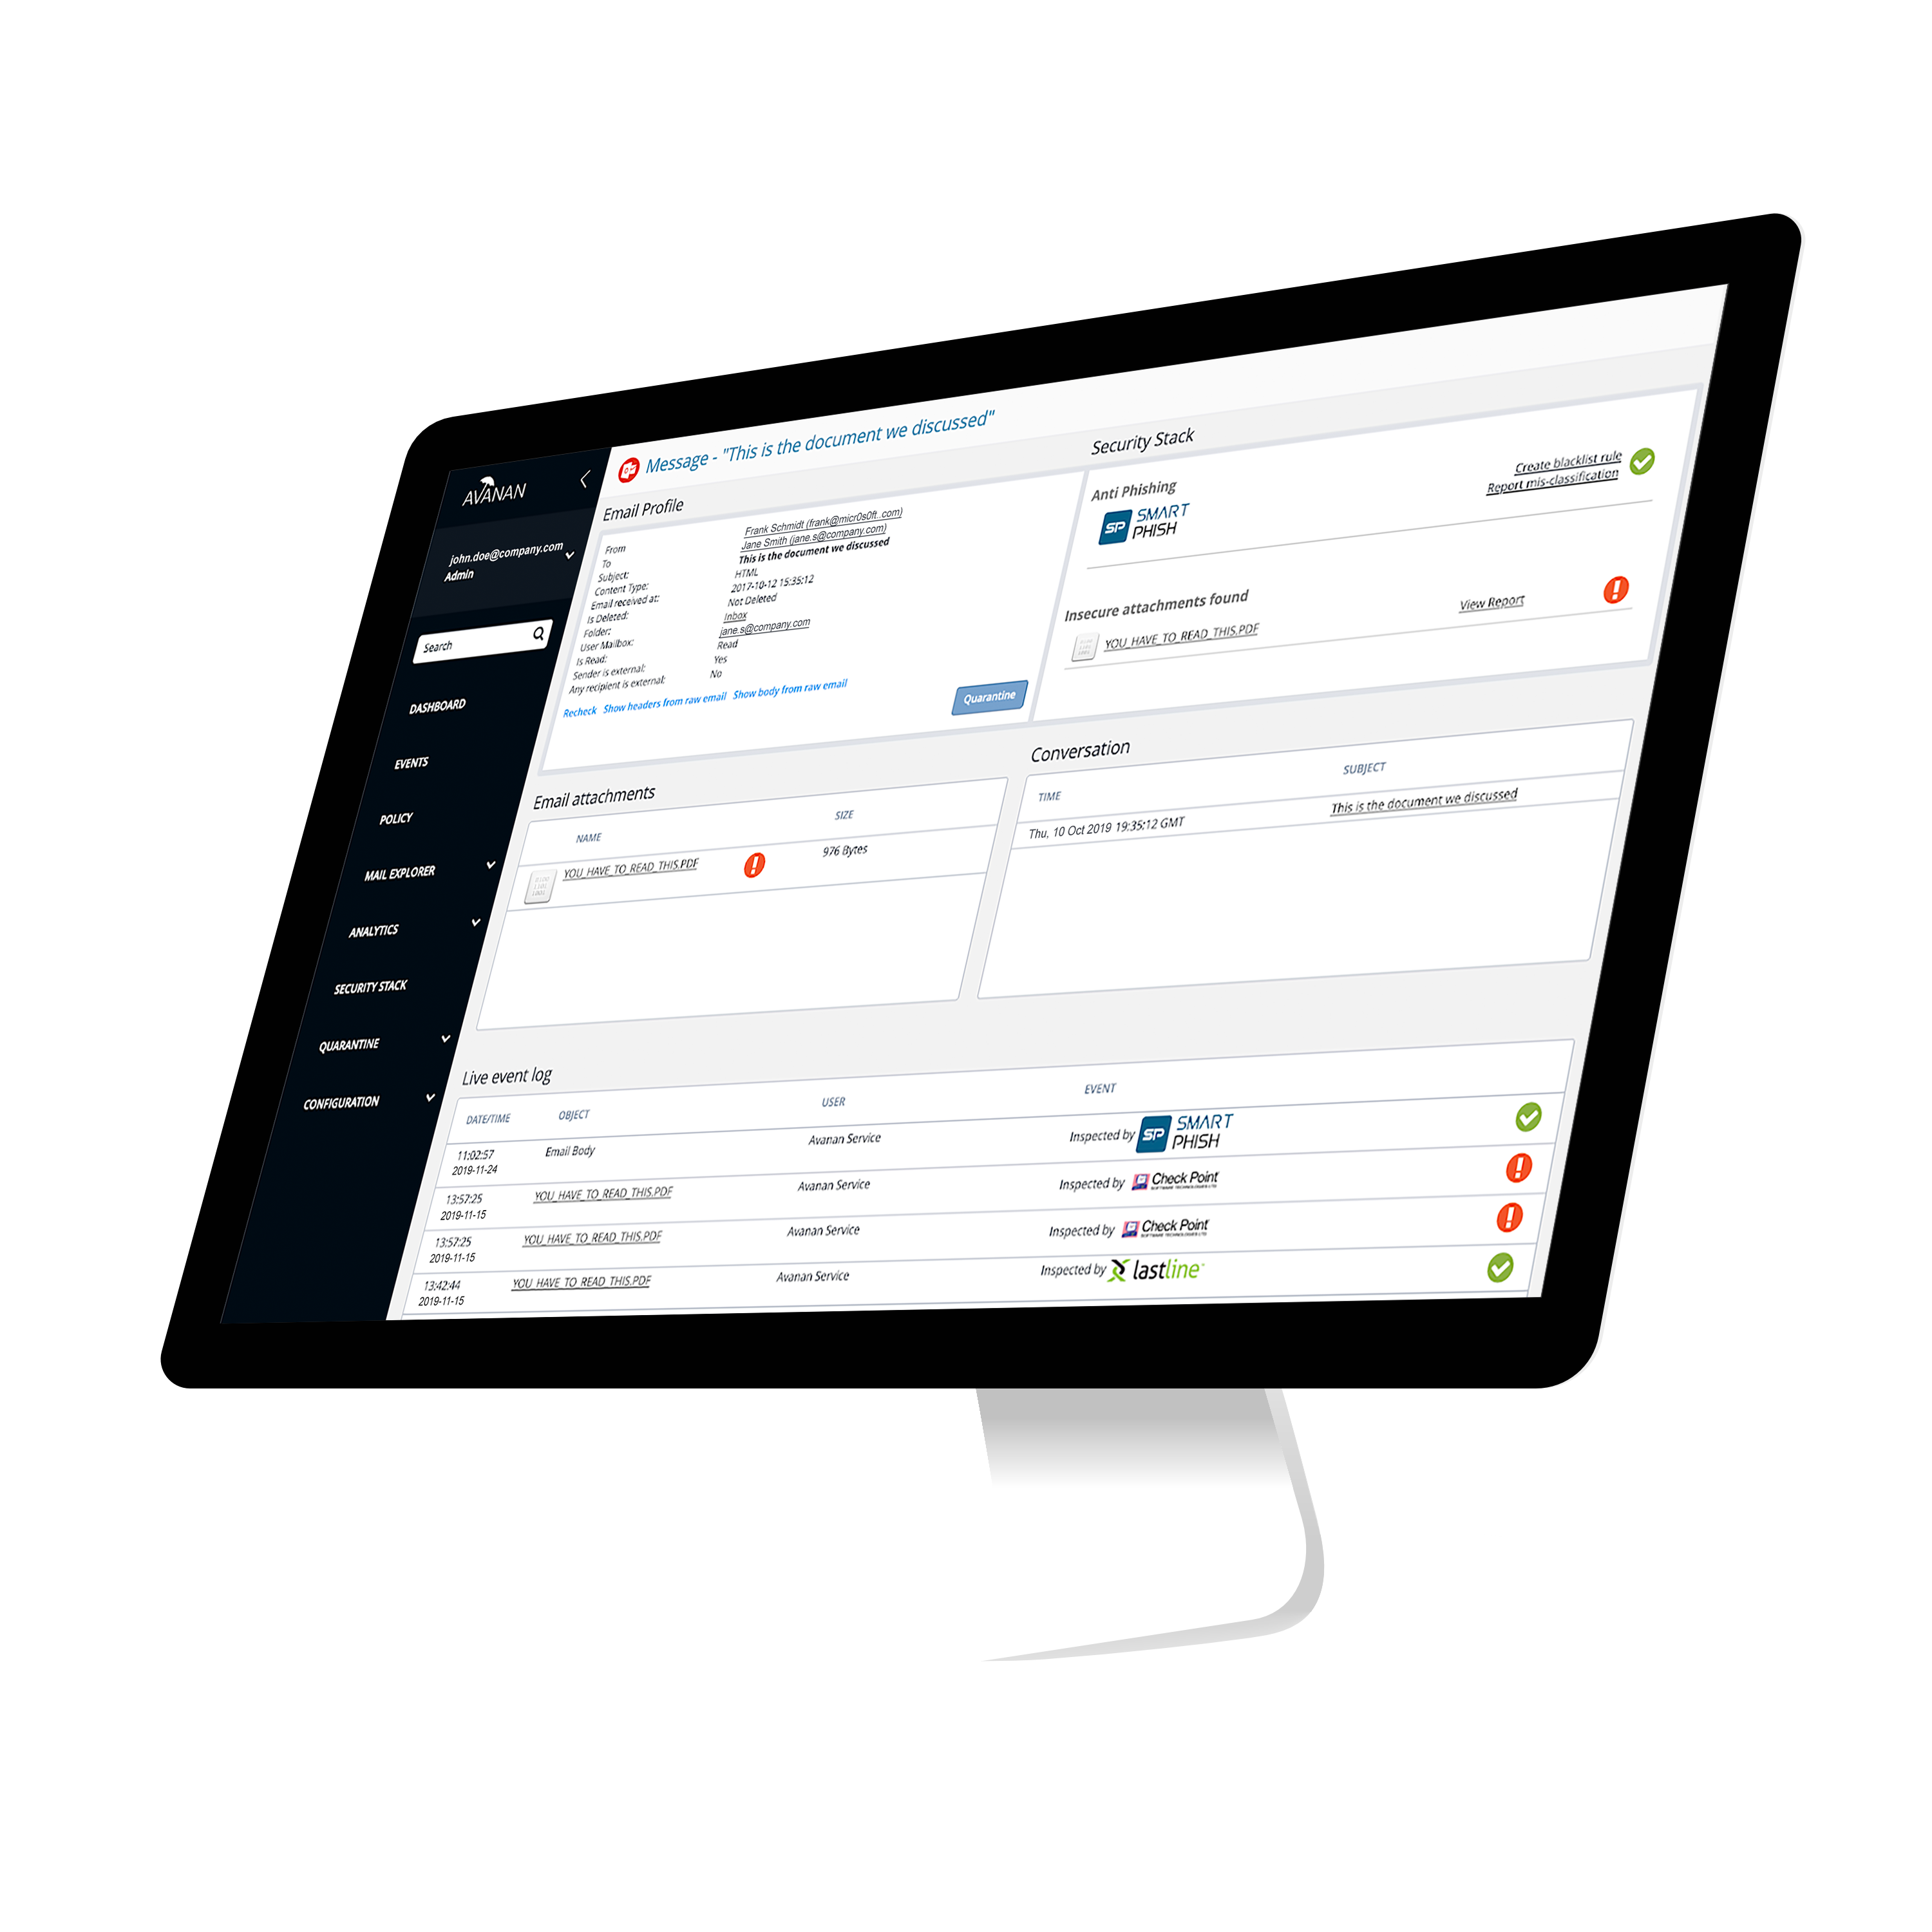 AVANAN
john.doe@company.com
Admin
Search
DASHBOARD
EVENTS
POLICY
MAIL EXPLORER
ANALYTICS
SECURITY STACK
QUARANTINE
CONFIGURATION
Message - "This is the document we discussed"
Email Profile
From Frank Schmidt (frank@micr0s0ft..com)
To Jane Smith (jane.s@company.com)
Subject: This is the document we discussed
Content Type: HTML
Email received at: 2017-10-12 15:35:12
Is Deleted: Not Deleted
Folder: Inbox
User Mailbox: jane.s@company.com
Is Read: Read
Sender is external: Yes
Any recipient is external: No
Recheck Show headers from raw email Show body from raw email
Quarantine
Security Stack
Anti Phishing
SP SMART PHISH
Create blacklist rule
Report mis-classification
Insecure attachments found
YOU_HAVE_TO_READ_THIS.PDF
View Report
Email attachments
NAME SIZE
YOU_HAVE_TO_READ_THIS.PDF 976 Bytes
Conversation
TIME SUBJECT
Thu, 10 Oct 2019 19:35:12 GMT This is the document we discussed
Live event log
DATE/TIME OBJECT USER EVENT
11:02:57
2019-11-24
Email Body Avanan Service Inspected by SP SMART PHISH
13:57:25
2019-11-15
YOU_HAVE_TO_READ_THIS.PDF Avanan Service Inspected by Check Point
SOFTWARE TECHNOLOGIES LTD
13:57:25
2019-11-15
YOU_HAVE_TO_READ_THIS.PDF Avanan Service Inspected by Check Point
SOFTWARE TECHNOLOGIES LTD
13:42:44
2019-11-15
YOU_HAVE_TO_READ_THIS.PDF Avanan Service Inspected by lastline